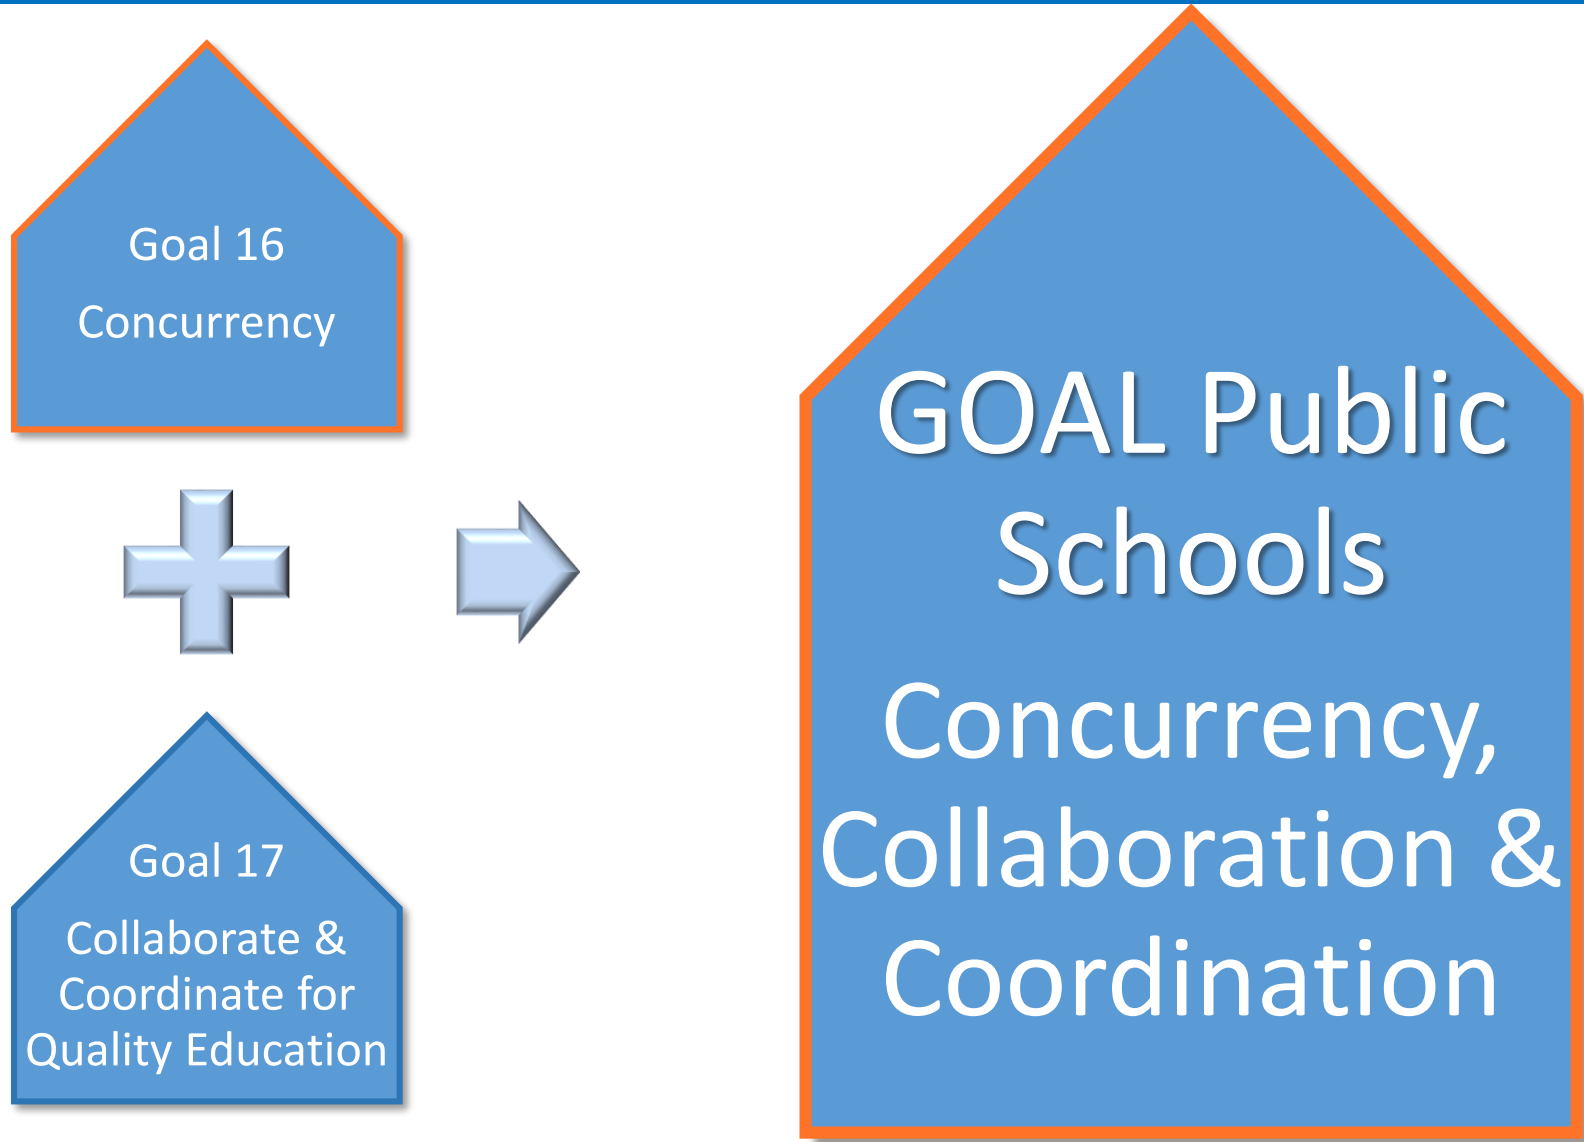 Goal 16
Concurrency
Goal 17
Collaborate &
Coordinate for
Quality Education
GOAL Public
Schools
Concurrency,
Collaboration &
Coordination